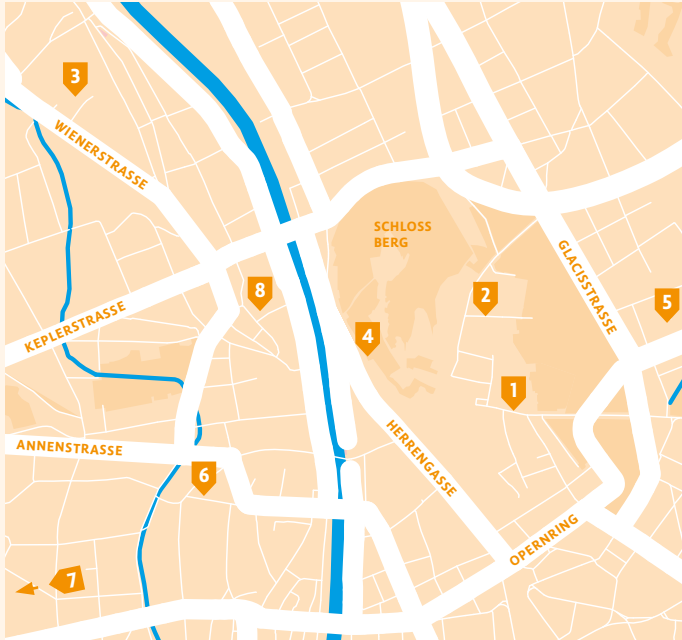 3
WIENERSTRASSE
SCHLOSS
BERG
GLACISSTRASSE
8
2
5
KEPLERSTRASSE
4
1
HERRENGASSE
ANNENSTRASSE
6
OPERNRING
7